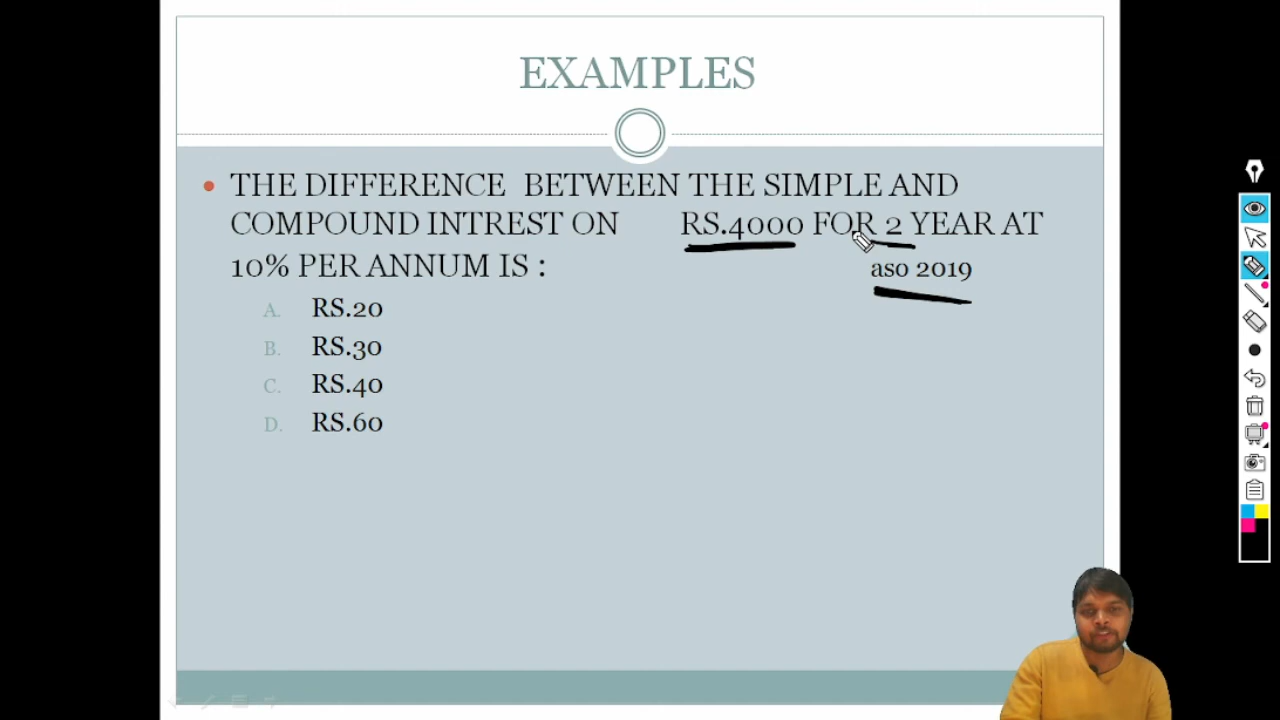 EXAMPLES
THE DIFFERENCE BETWEEN THE SIMPLE AND
COMPOUND INTREST ON RS.4000 FOR 2 YEAR AT
10% PER ANNUM IS :
aso 2019
A. RS.20
B. RS.30
C. RS.40
D. RS.60